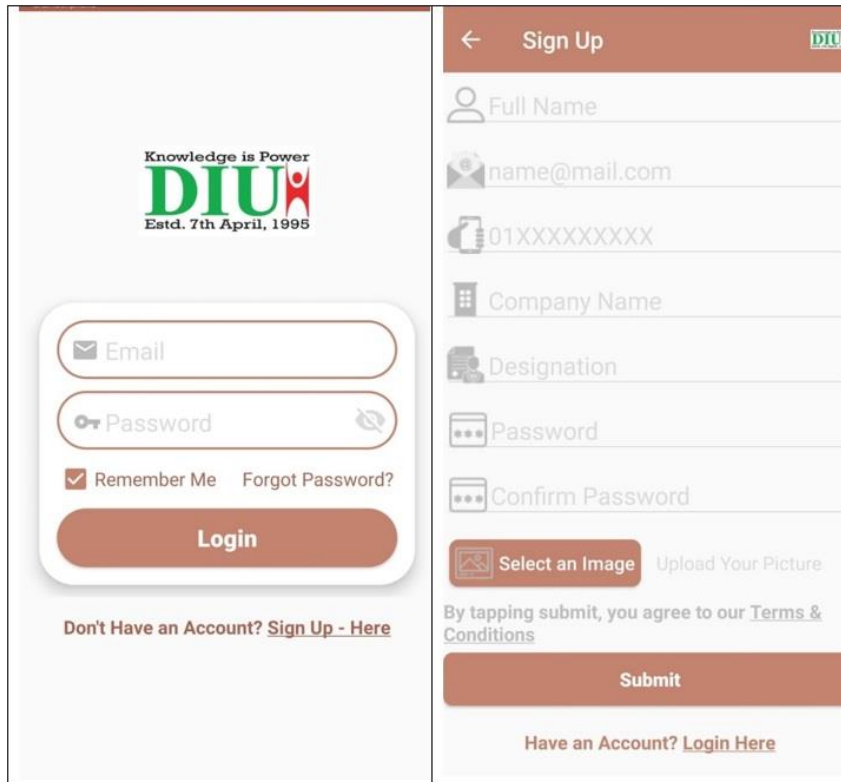 Knowledge is Power
DIU
Estd. 7th April, 1995
Email
Password
Remember Me Forgot Password?
Login
Don't Have an Account? Sign Up - Here
Sign Up
DIU
Full Name
name@mail.com
01XXXXXXXXX
Company Name
Designation
Password
Confirm Password
Select an Image Upload Your Picture
By tapping submit, you agree to our Terms &
Conditions
Submit
Have an Account? Login Here